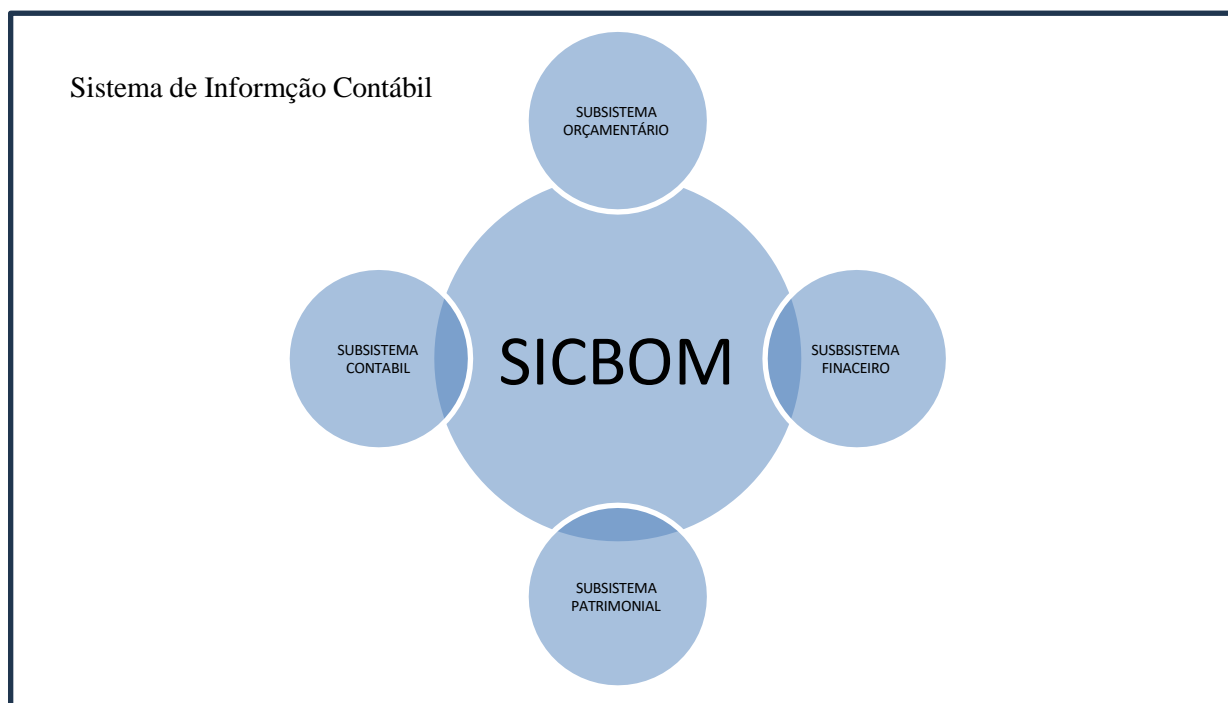 Sistema de Informção Contábil
SUBSISTEMA
ORÇAMENTÁRIO
SUBSISTEMA
CONTABIL
SICBOM
SUSBSISTEMA
FINACEIRO
SUBSISTEMA
PATRIMONIAL